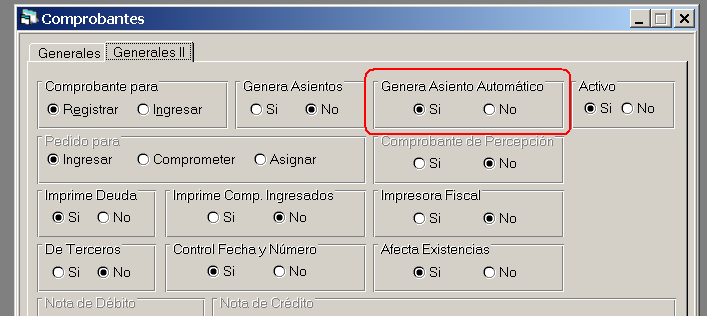 Comprobantes
Generales Generales II
Comprobante para Genera Asientos Genera Asiento Automático Activo
Registrar Ingresar Si No Si No Si No
Pedido para Comprobante de Percepción
Ingresar Comprometer Asignar Si No
Imprime Deuda Imprime Comp. Ingresados Impresora Fiscal
Si No Si No Si No
De Terceros Control Fecha y Número Afecta Existencias
Si No Si No Si No
Nota de Débito Nota de Crédito